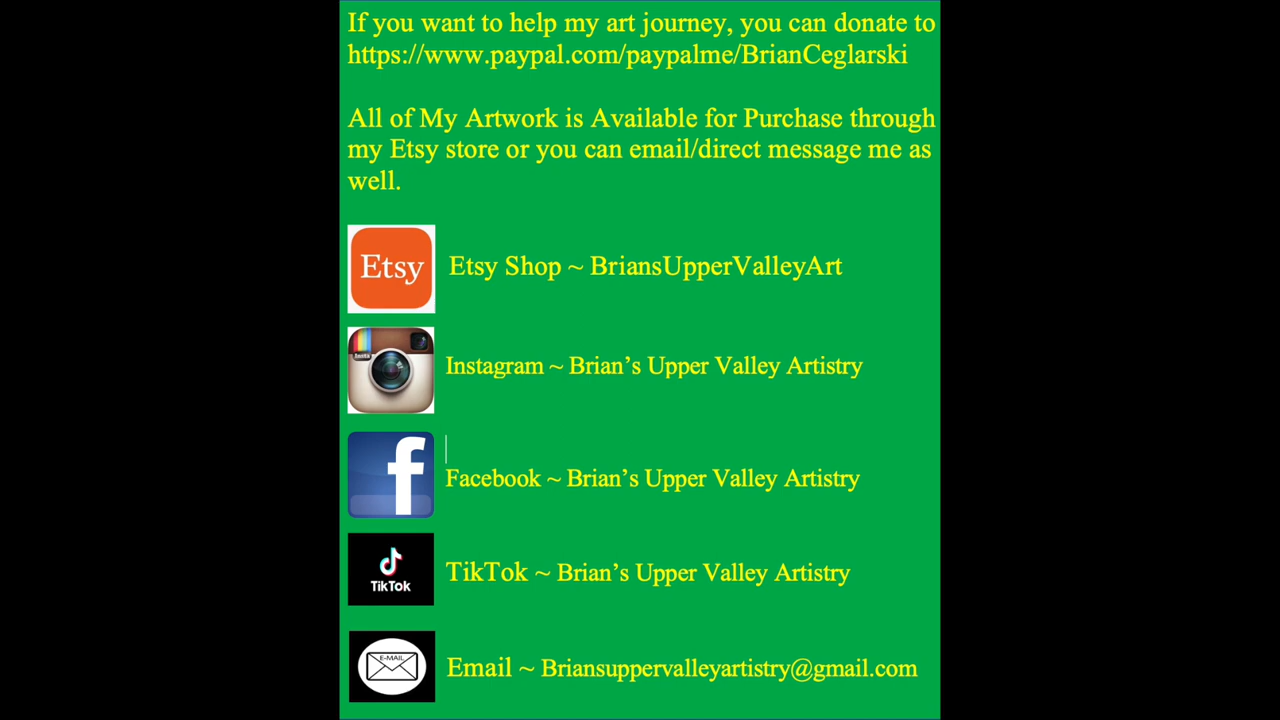 If you want to help my art journey, you can donate to
https://www.paypal.com/paypalme/BrianCeglarski
All of My Artwork is Available for Purchase through
my Etsy store or you can email/direct message me as
well.
Etsy
Etsy Shop ~ BriansUpperValleyArt
Insta
Instagram ~ Brian’s Upper Valley Artistry
f
Facebook ~ Brian’s Upper Valley Artistry
TikTok
TikTok ~ Brian’s Upper Valley Artistry
E-MAIL
Email ~ Briansuppervalleyartistry@gmail.com